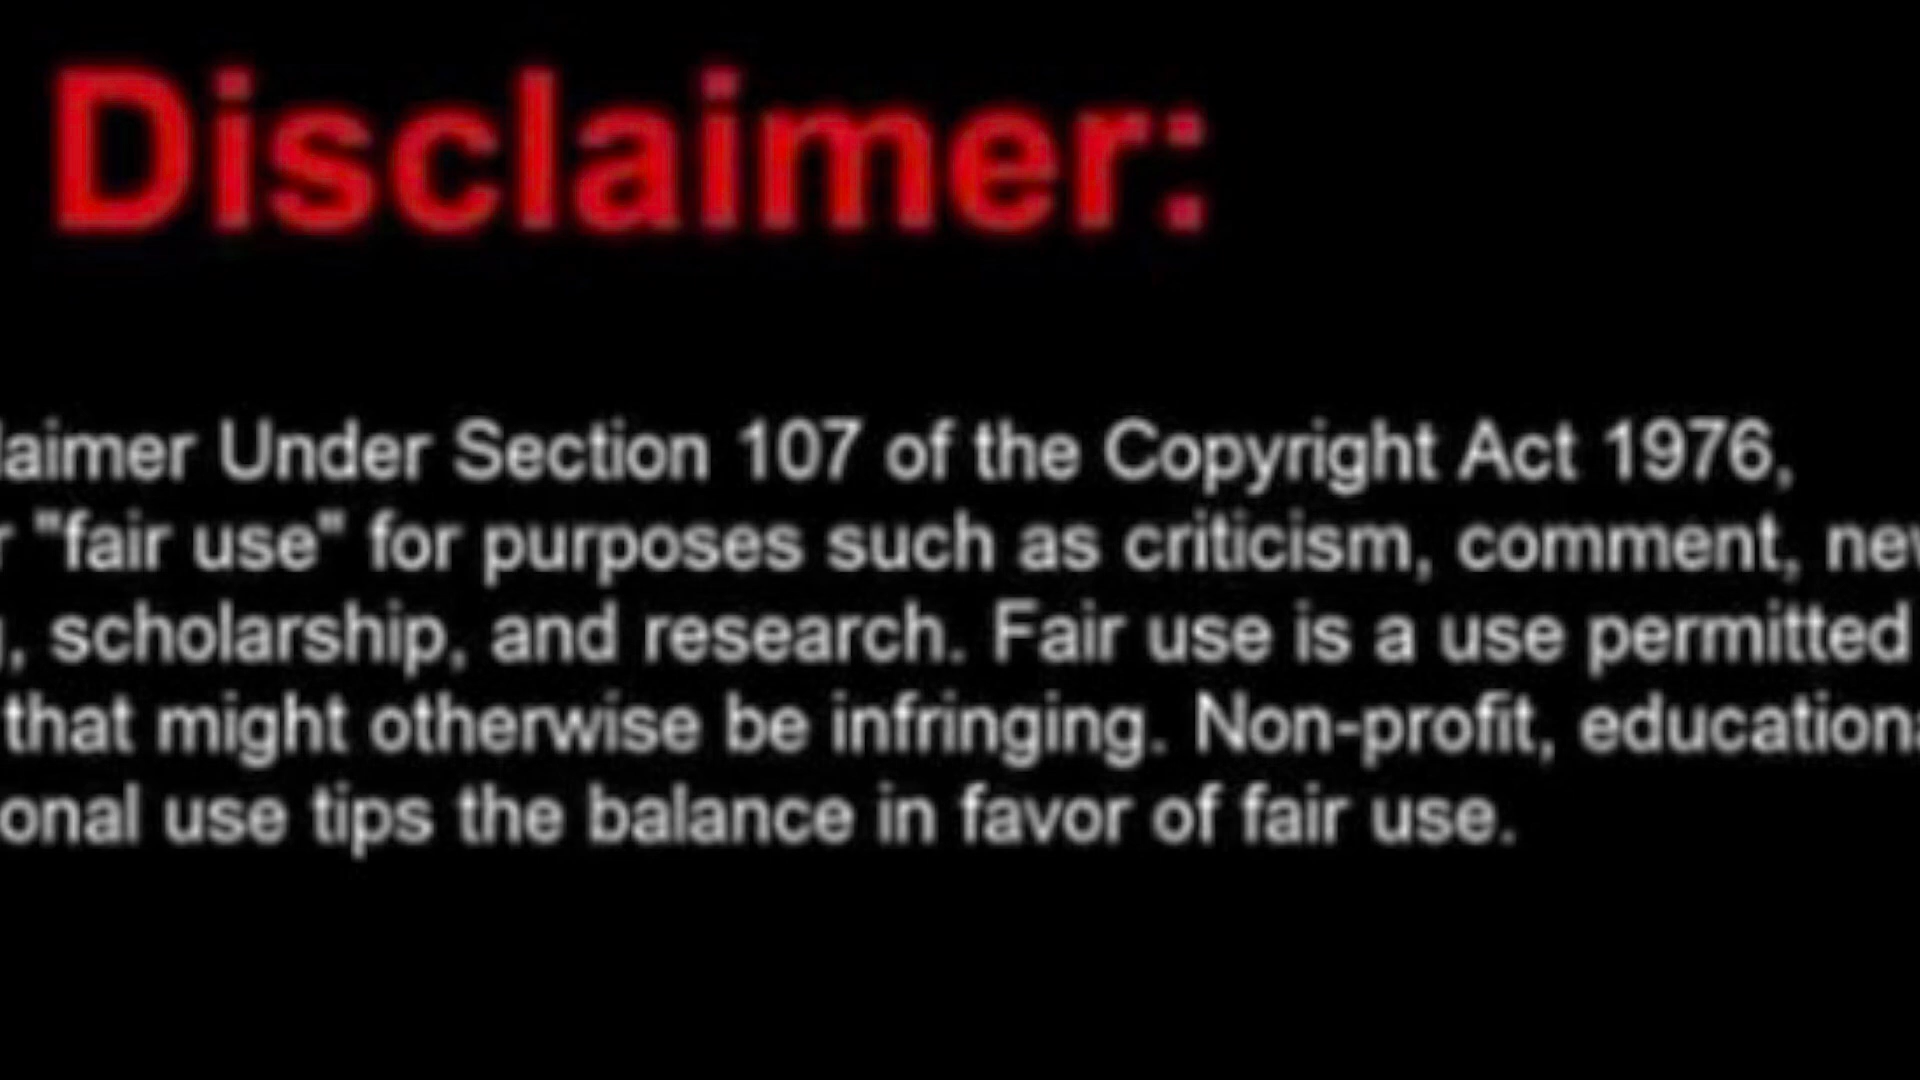 Disclaimer:
laimer Under Section 107 of the Copyright Act 1976,
r "fair use" for purposes such as criticism, comment, nev
, scholarship, and research. Fair use is a use permitted
that might otherwise be infringing. Non-profit, educationa
onal use tips the balance in favor of fair use.